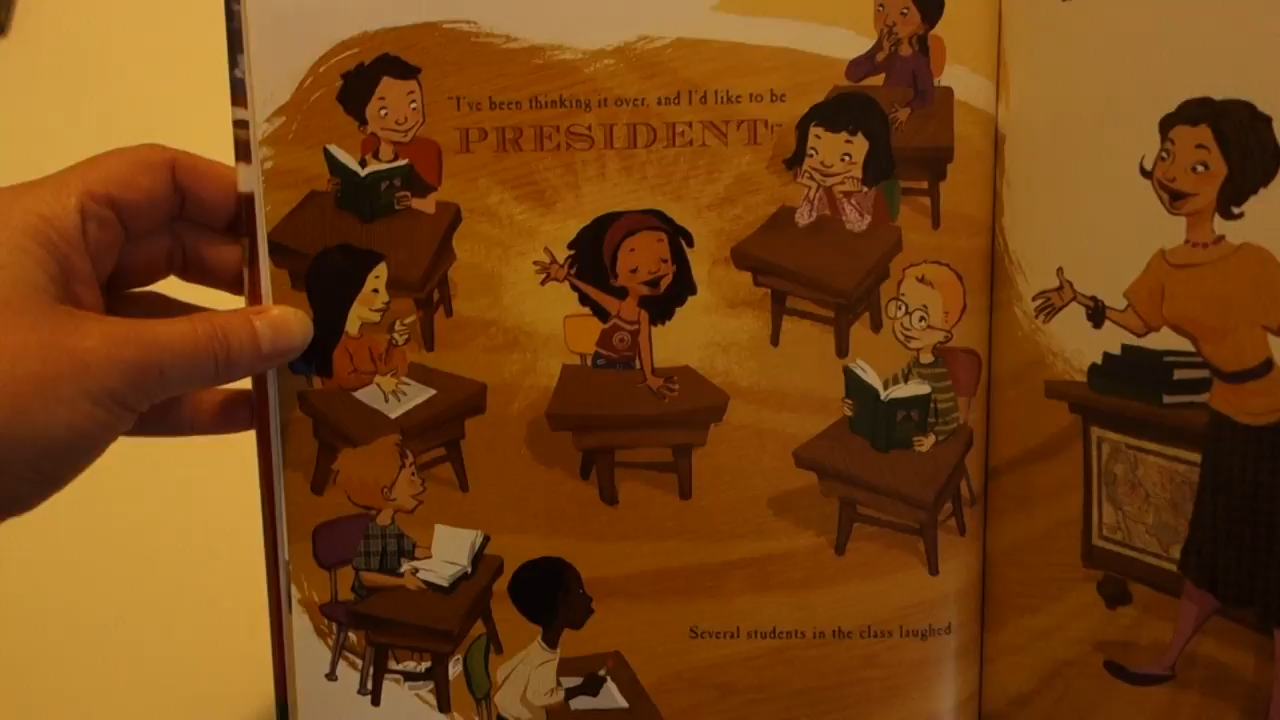 "I've been thinking it over, and I'd like to be
PRESIDENT!"
Several students in the class laughed